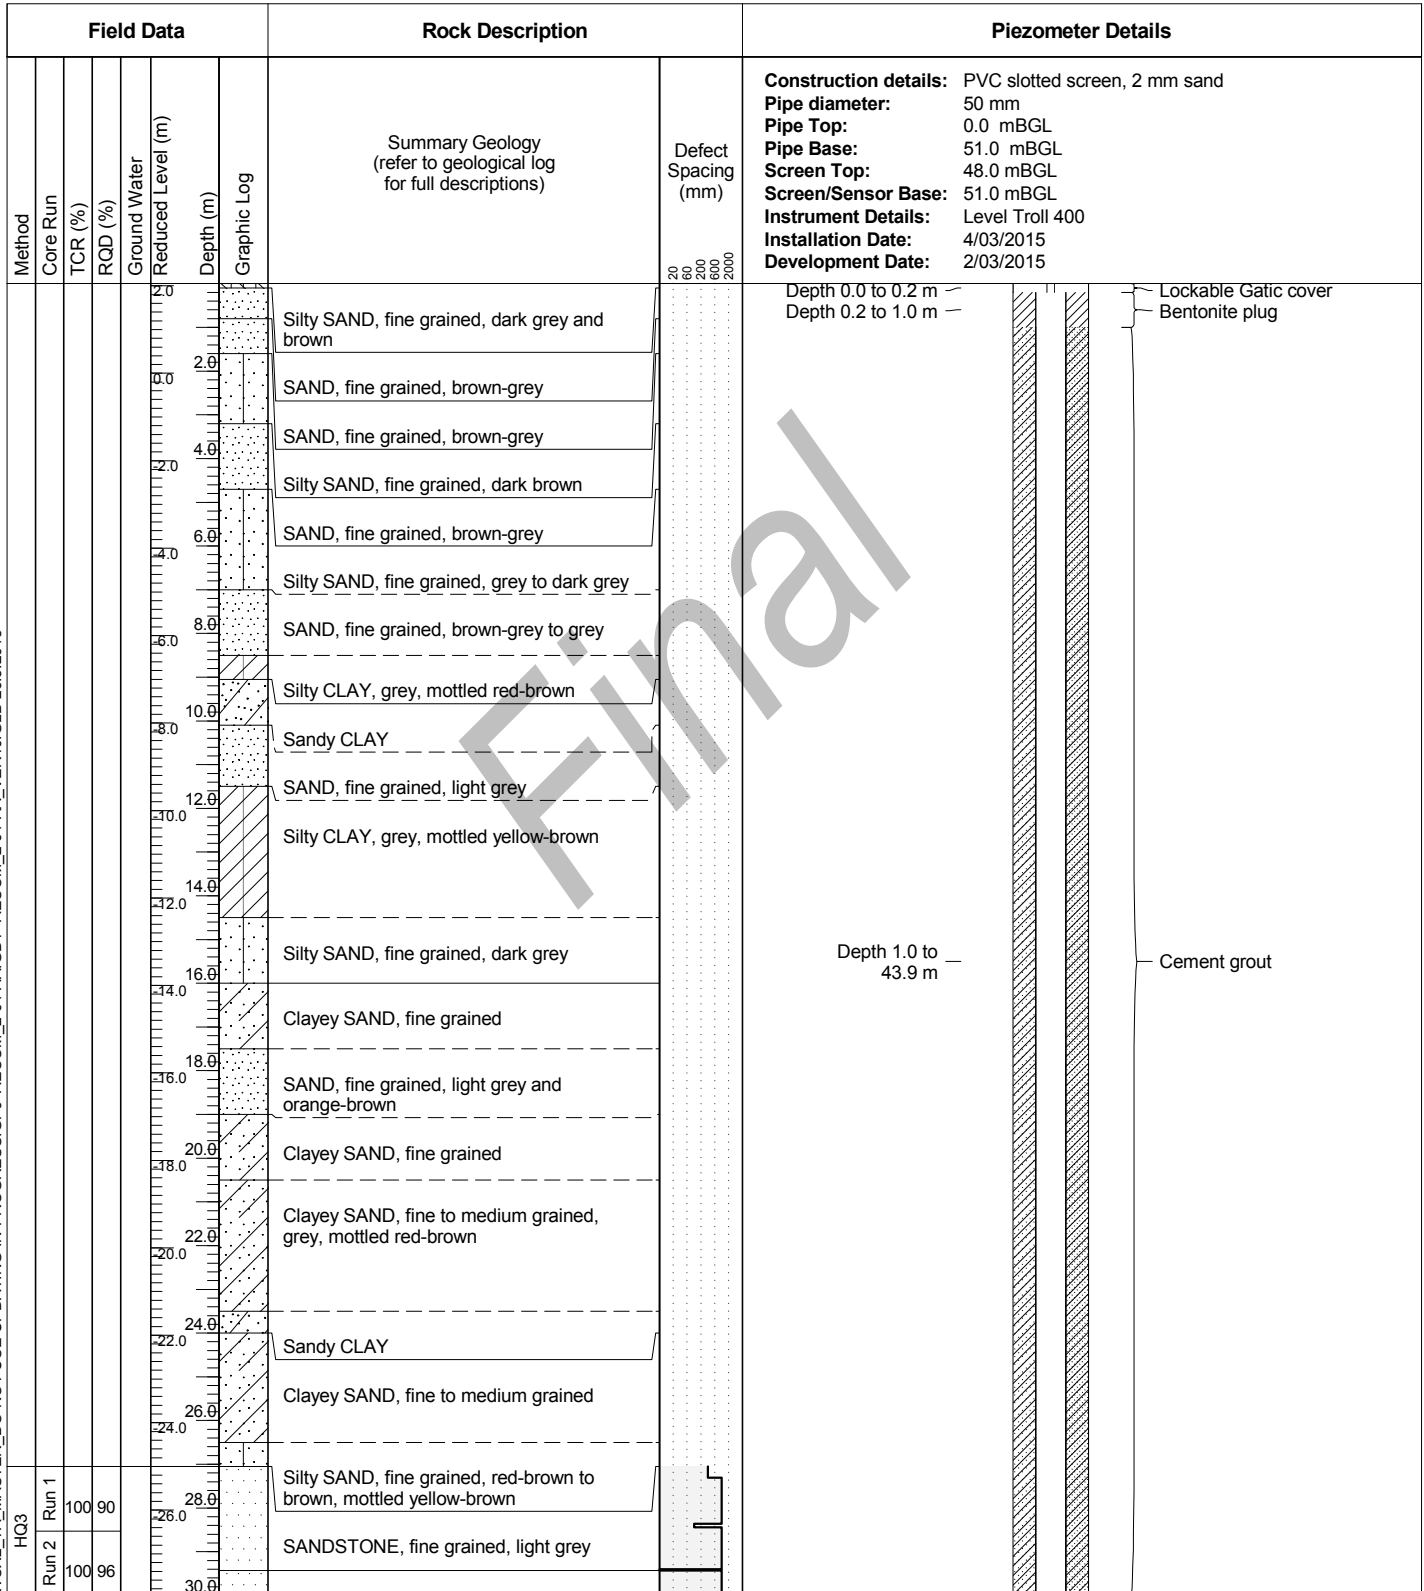 Field Data
Rock Description
Piezometer Details
Method
Core Run
TCR (%)
RQD (%)
Ground Water
Reduced Level (m)
Depth (m)
Graphic Log
Summary Geology
(refer to geological log
for full descriptions)
Defect
Spacing
(mm)
20
60
200
600
2000
Construction details: PVC slotted screen, 2 mm sand
Pipe diameter: 50 mm
Pipe Top: 0.0 mBGL
Pipe Base: 51.0 mBGL
Screen Top: 48.0 mBGL
Screen/Sensor Base: 51.0 mBGL
Instrument Details: Level Troll 400
Installation Date: 4/03/2015
Development Date: 2/03/2015
2.0
Depth 0.0 to 0.2 m
Lockable Gatic cover
Depth 0.2 to 1.0 m
Bentonite plug
Silty SAND, fine grained, dark grey and
brown
2.0
0.0
SAND, fine grained, brown-grey
SAND, fine grained, brown-grey
4.0
-2.0
Silty SAND, fine grained, dark brown
SAND, fine grained, brown-grey
6.0
-4.0
Silty SAND, fine grained, grey to dark grey
8.0
SAND, fine grained, brown-grey to grey
-6.0
Silty CLAY, grey, mottled red-brown
10.0
-8.0
Sandy CLAY
SAND, fine grained, light grey
12.0
-10.0
Silty CLAY, grey, mottled yellow-brown
14.0
-12.0
Silty SAND, fine grained, dark grey
Depth 1.0 to
43.9 m
Cement grout
16.0
-14.0
Clayey SAND, fine grained
18.0
-16.0
SAND, fine grained, light grey and
orange-brown
20.0
Clayey SAND, fine grained
-18.0
Clayey SAND, fine to medium grained,
grey, mottled red-brown
22.0
-20.0
24.0
-22.0
Sandy CLAY
Clayey SAND, fine to medium grained
26.0
-24.0
Silty SAND, fine grained, red-brown to
brown, mottled yellow-brown
HQ3
Run 1
100 90
28.0
-26.0
SANDSTONE, fine grained, light grey
Run 2
100 96
30.0
Final